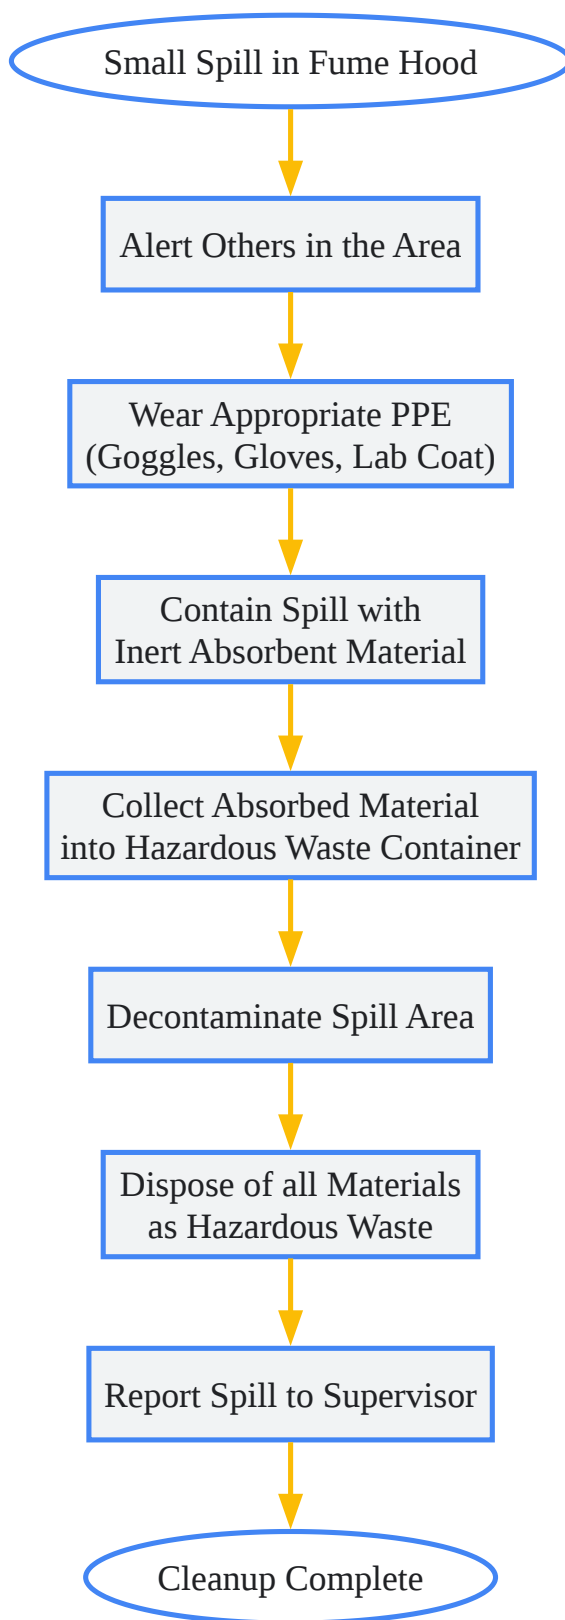 Small Spill in Fume Hood
Alert Others in the Area
Wear Appropriate PPE
(Goggles, Gloves, Lab Coat)
Contain Spill with
Inert Absorbent Material
Collect Absorbed Material
into Hazardous Waste Container
Decontaminate Spill Area
Dispose of all Materials
as Hazardous Waste
Report Spill to Supervisor
Cleanup Complete